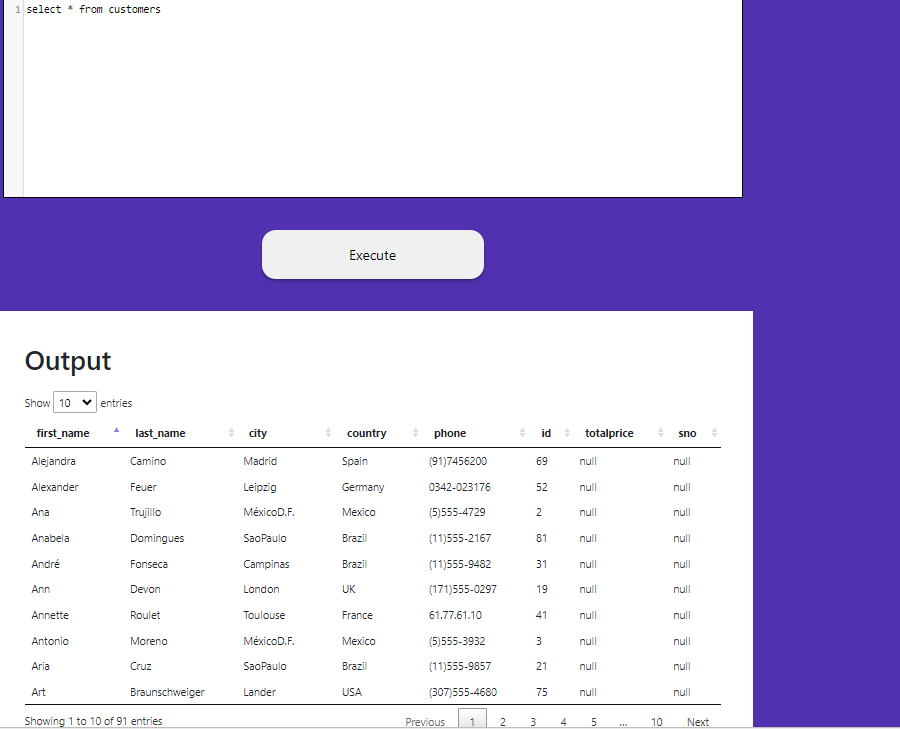 1 select * from customers
Execute
Output
Show 10 entries
first_name last_name city country phone id totalprice sno
Alejandra Camino Madrid Spain (91)7456200 69 null null
Alexander Feuer Leipzig Germany 0342-023176 52 null null
Ana Trujillo MéxicoD.F. Mexico (5)555-4729 2 null null
Anabela Domingues SaoPaulo Brazil (11)555-2167 81 null null
André Fonseca Campinas Brazil (11)555-9482 31 null null
Ann Devon London UK (171)555-0297 19 null null
Annette Roulet Toulouse France 61.77.61.10 41 null null
Antonio Moreno MéxicoD.F. Mexico (5)555-3932 3 null null
Aria Cruz SaoPaulo Brazil (11)555-9857 21 null null
Art Braunschweiger Lander USA (307)555-4680 75 null null
Showing 1 to 10 of 91 entries Previous 1 2 3 4 5 ... 10 Next